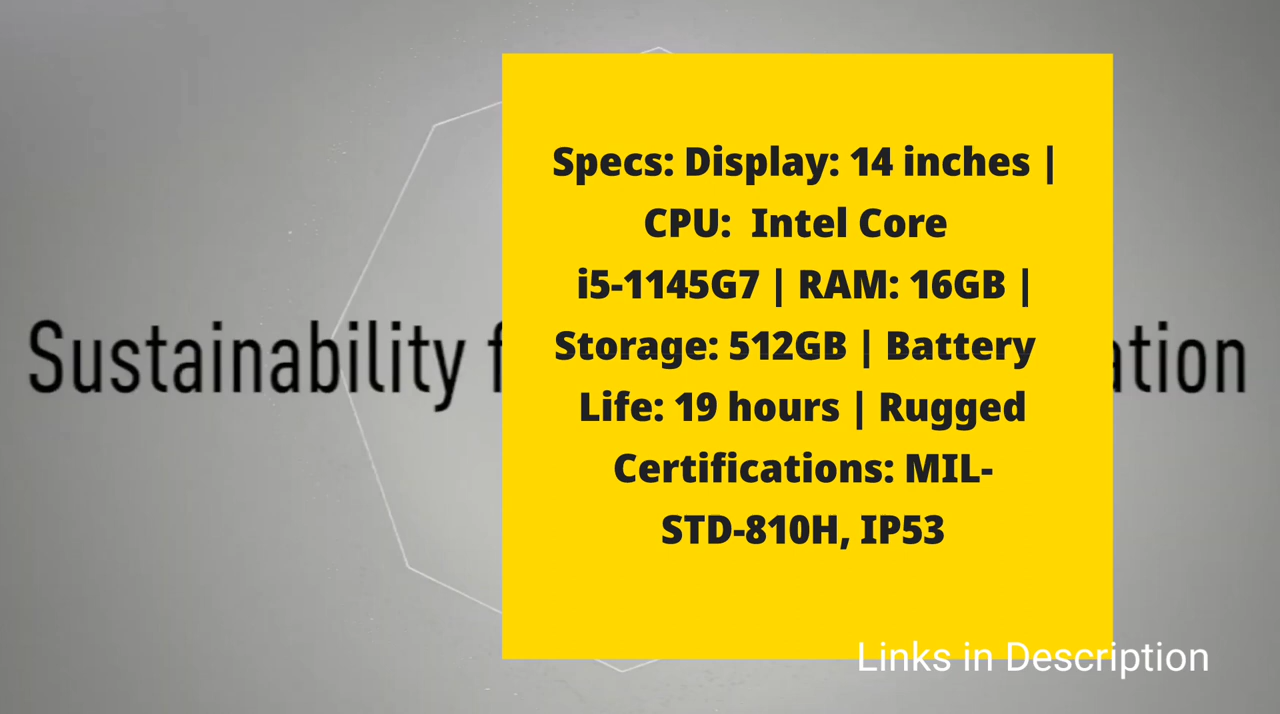 Specs: Display: 14 inches |
CPU: Intel Core
i5-1145G7 | RAM: 16GB |
Storage: 512GB | Battery
Life: 19 hours | Rugged
Certifications: MIL-
STD-810H, IP53
Sustainability
Links in Description